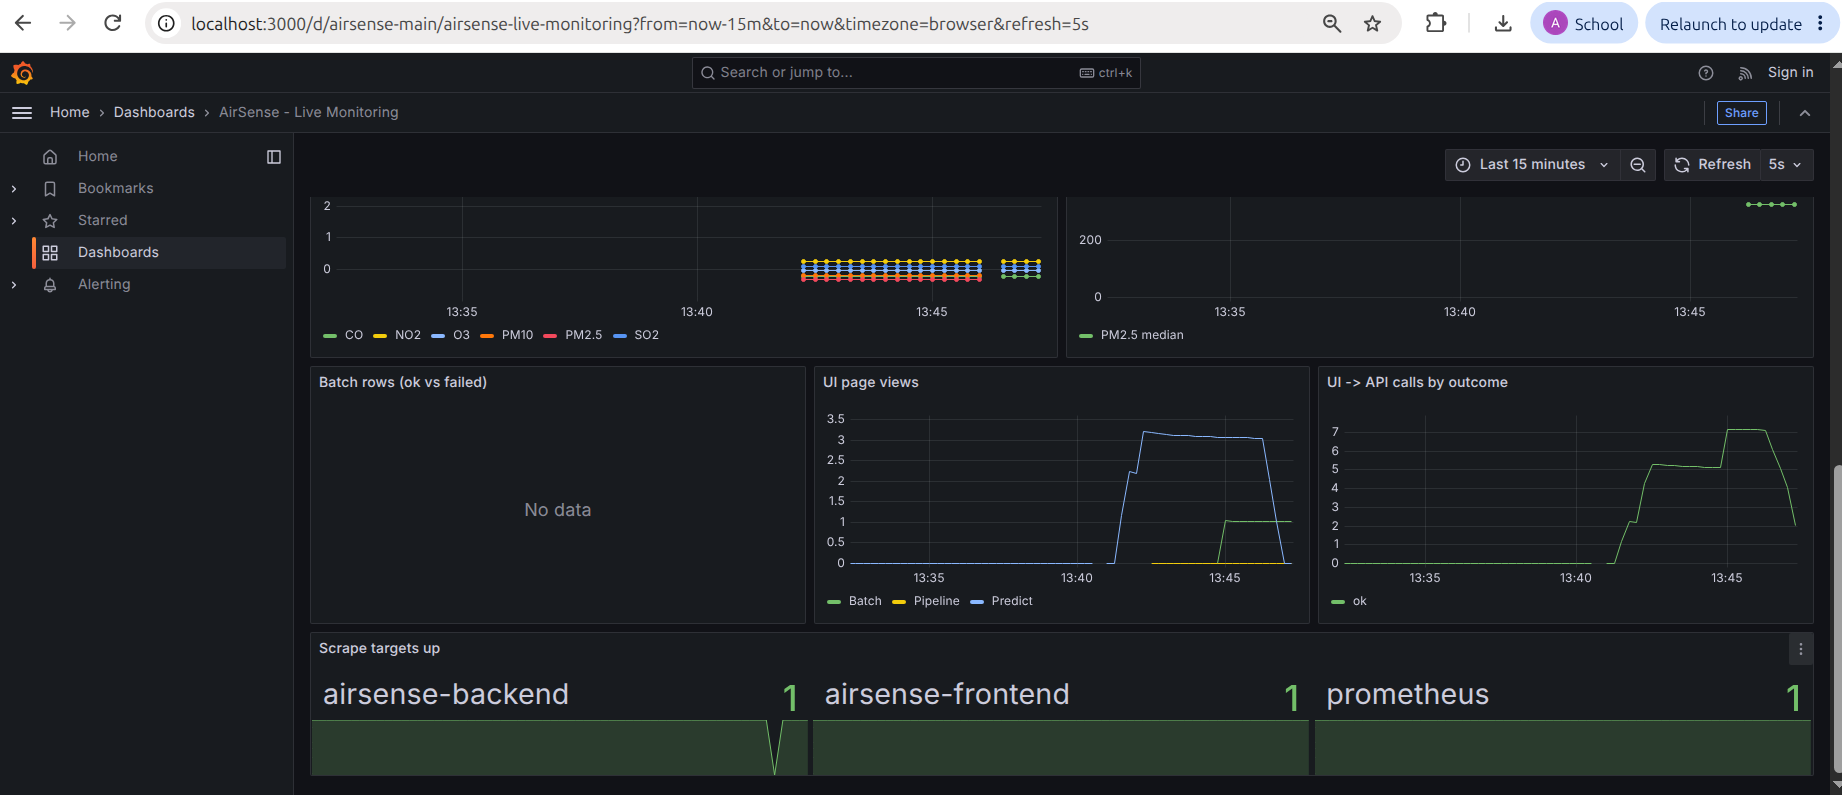 localhost:3000/d/airsense-main/airsense-live-monitoring?from=now-15m&to=now&timezone=browser&refresh=5s
A School
Relaunch to update
Search or jump to...
ctrl+k
Sign in
Home › Dashboards › AirSense - Live Monitoring
Share
Home
Bookmarks
Starred
Dashboards
Alerting
Last 15 minutes
Refresh
5s
2
1
0
13:35 13:40 13:45
CO NO2 O3 PM10 PM2.5 SO2
200
0
13:35 13:40 13:45
PM2.5 median
Batch rows (ok vs failed)
No data
UI page views
3.5
3
2.5
2
1.5
1
0.5
0
13:35 13:40 13:45
Batch Pipeline Predict
UI -> API calls by outcome
7
6
5
4
3
2
1
0
13:35 13:40 13:45
ok
Scrape targets up
airsense-backend 1
airsense-frontend 1
prometheus 1